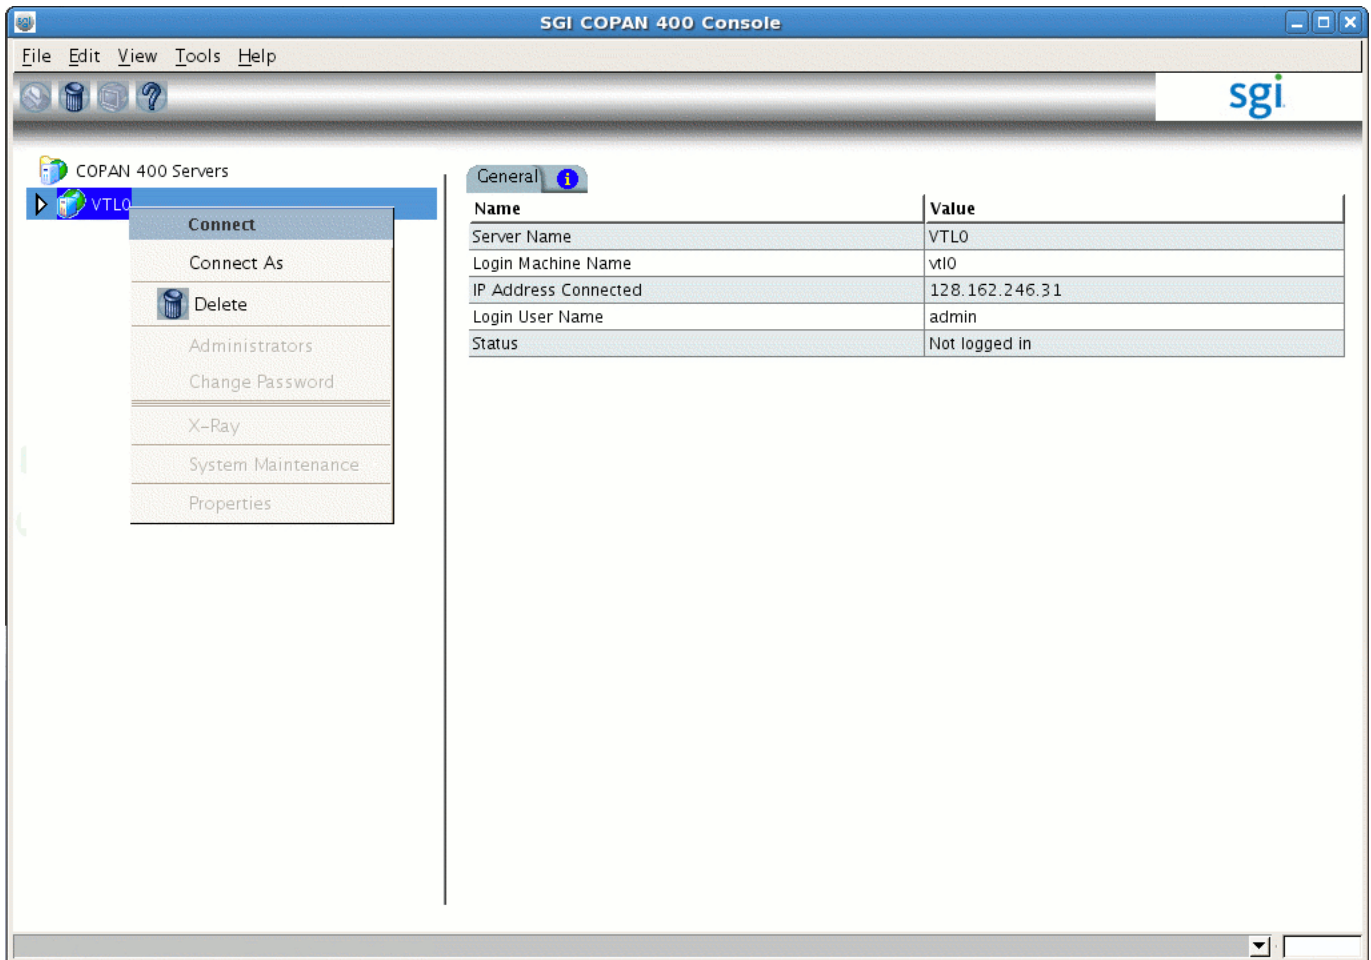 SGI COPAN 400 Console
File Edit View Tools Help
sgi
COPAN 400 Servers
VTL0
Connect
Connect As
Delete
Administrators
Change Password
X-Ray
System Maintenance
Properties
General
Name Value
Server Name VTL0
Login Machine Name vtl0
IP Address Connected 128.162.246.31
Login User Name admin
Status Not logged in